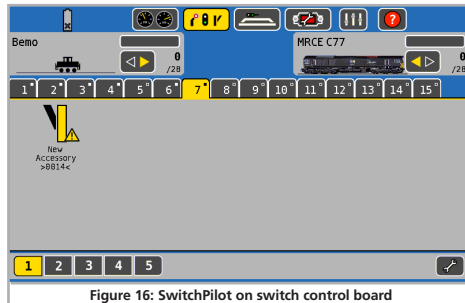 ?
Bemo
0
/28
MRCE C77
0
/28
1 2 3 4 5 6 7 8 9 10 11 12 13 14 15
New
Accessory
>0014<
1 2 3 4 5
Figure 16: SwitchPilot on switch control board